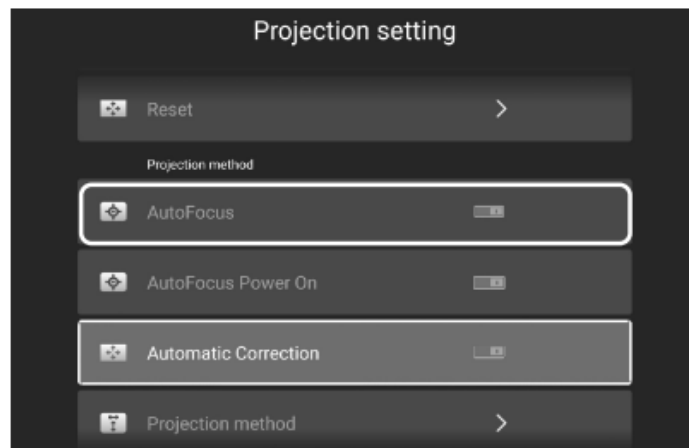 Projection setting
Reset
Projection method
AutoFocus
AutoFocus Power On
Automatic Correction
Projection method